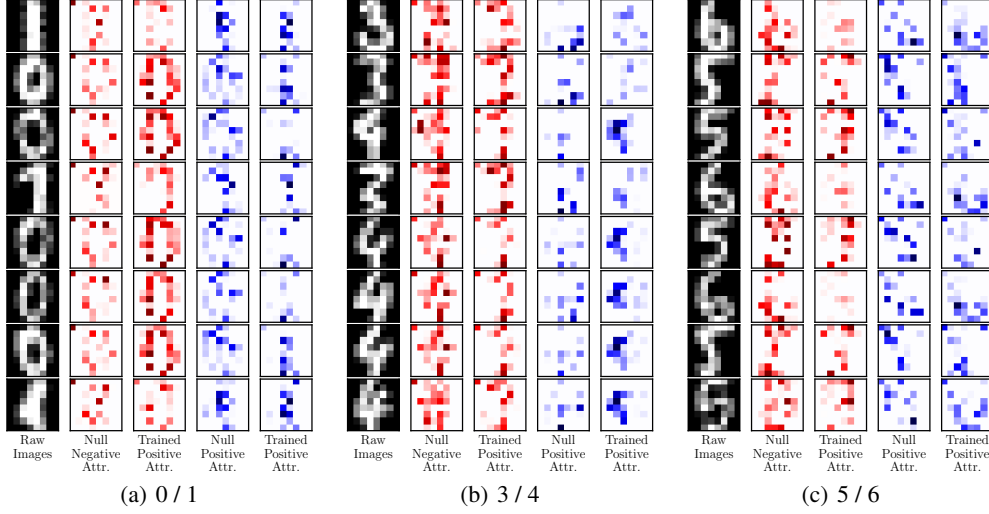 Raw Null Trained Null Trained
Images Negative Positive Positive Positive
Attr. Attr. Attr. Attr.
(a) 0 / 1
Raw Null Trained Null Trained
Images Negative Positive Positive Positive
Attr. Attr. Attr. Attr.
(b) 3 / 4
Raw Null Trained Null Trained
Images Negative Positive Positive Positive
Attr. Attr. Attr. Attr.
(c) 5 / 6